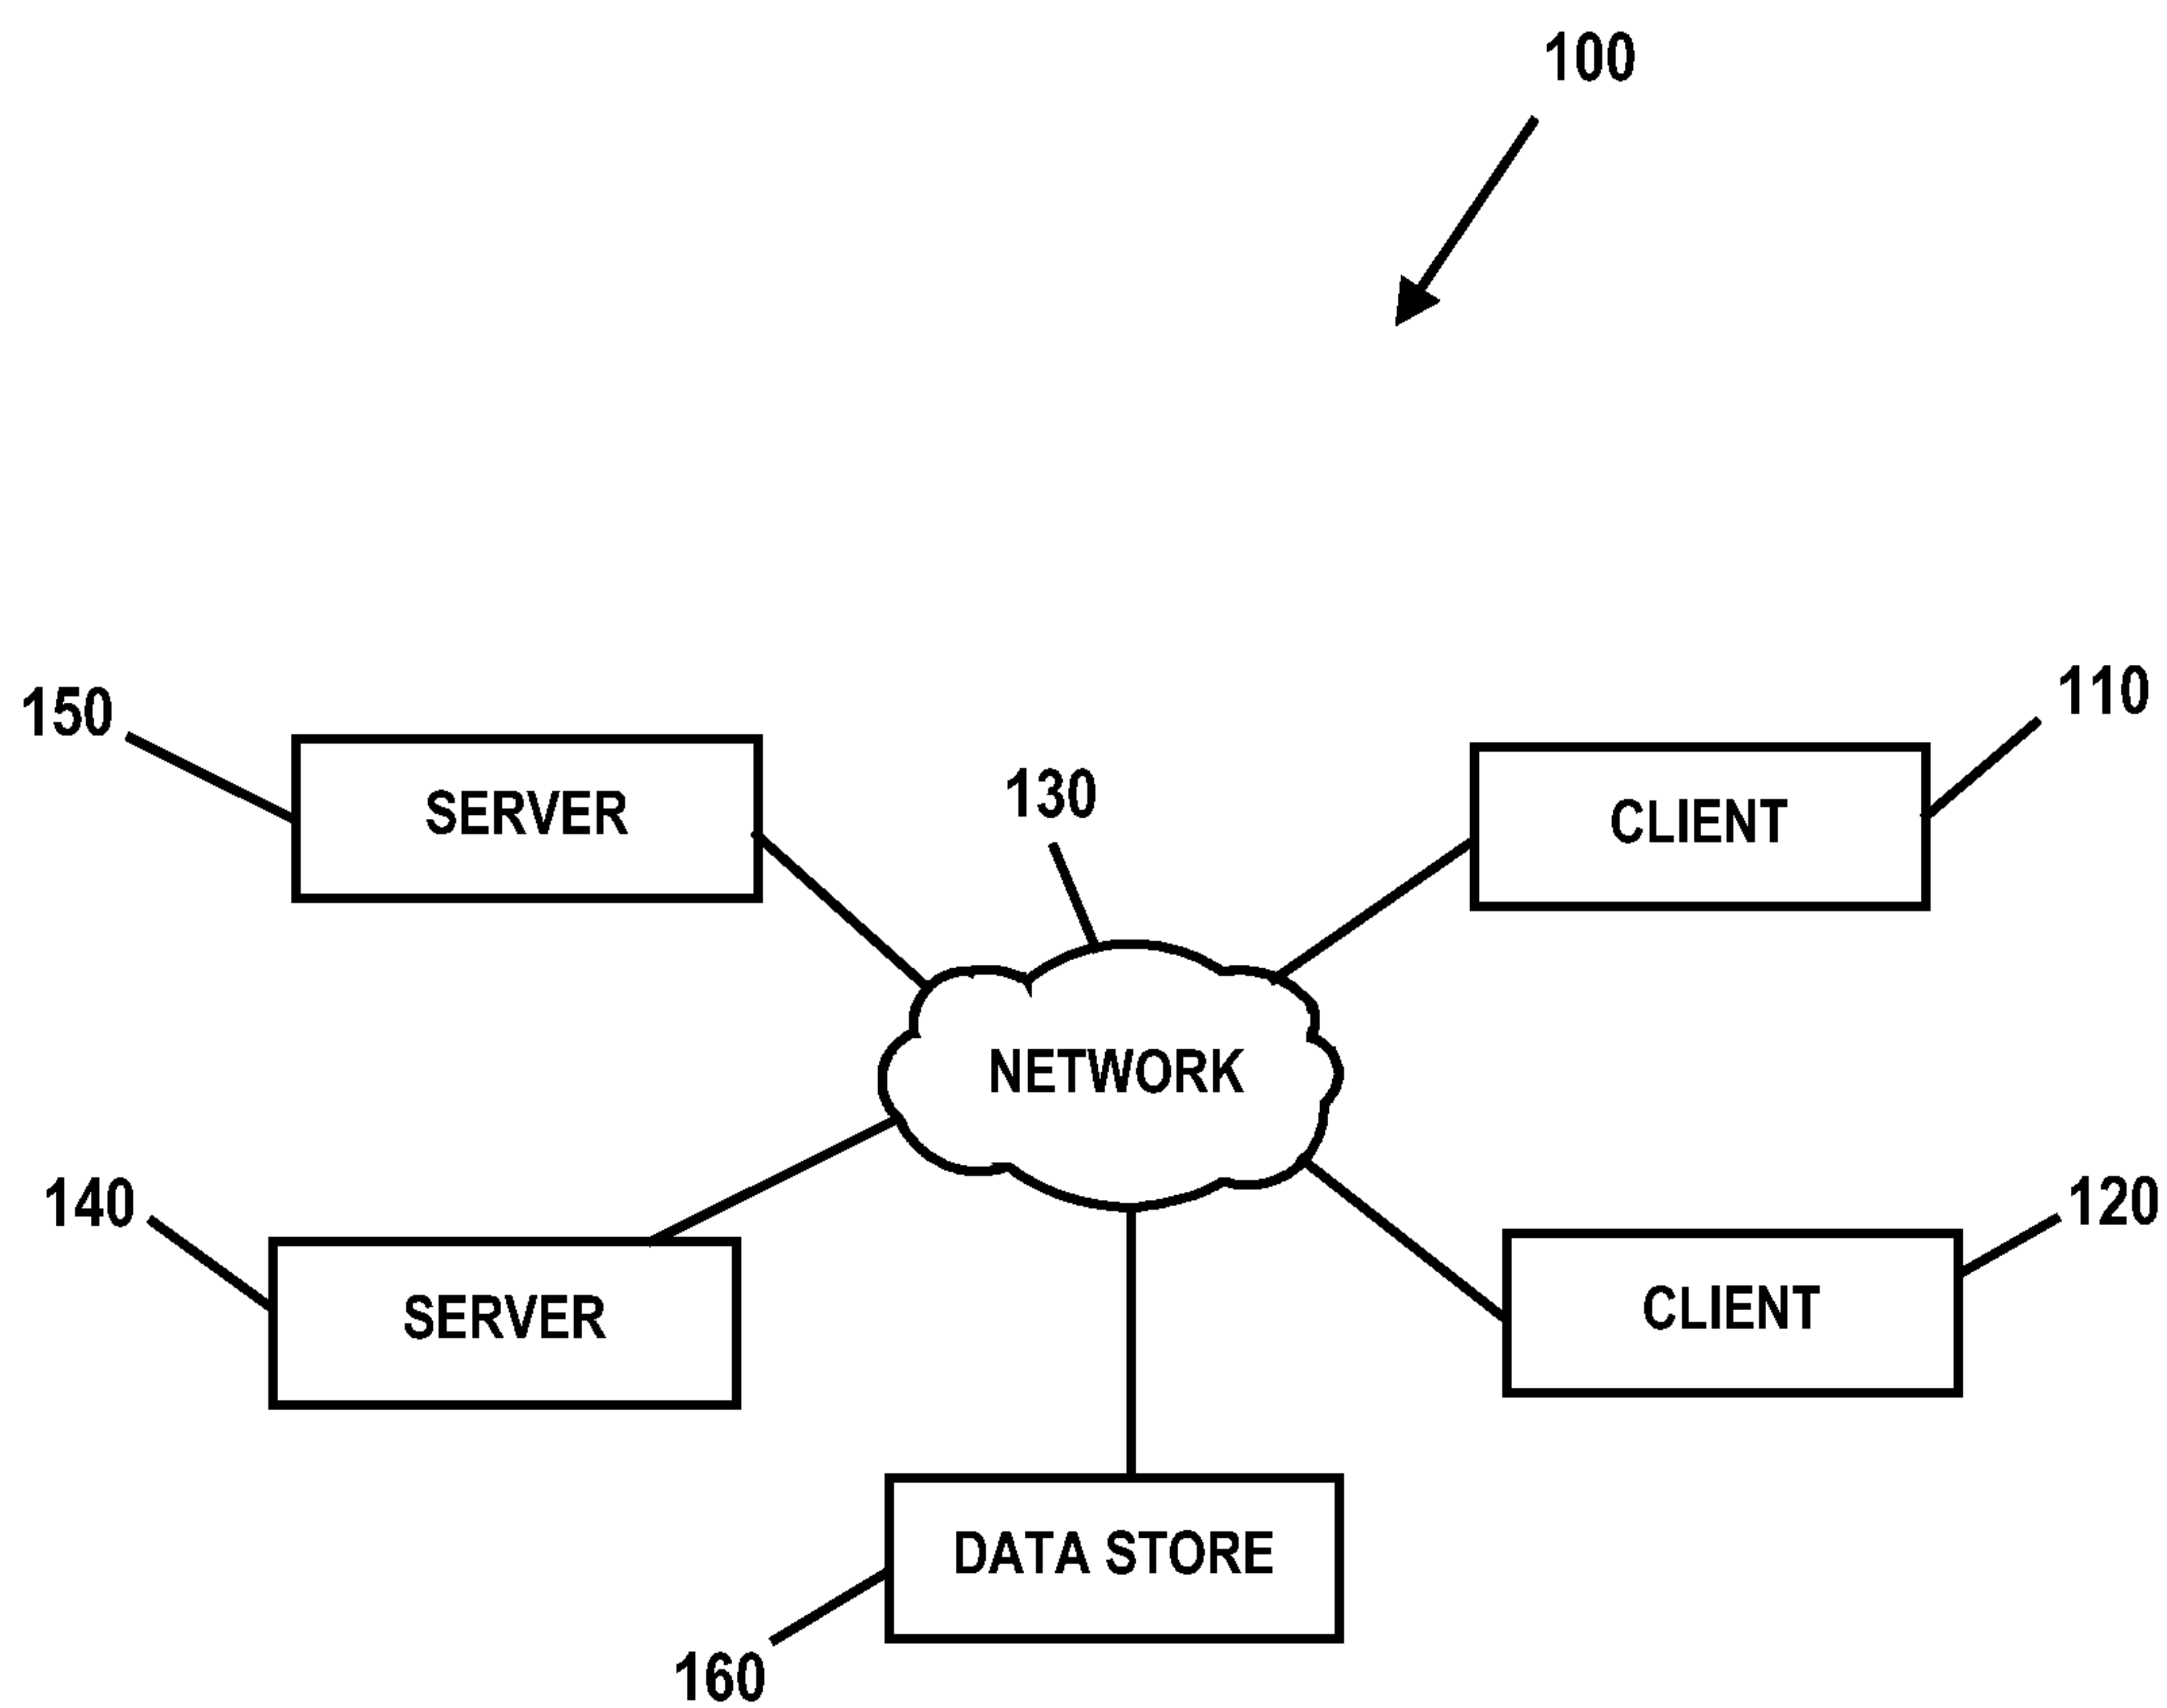 100
150
110
SERVER
130
CLIENT
NETWORK
140
120
SERVER
CLIENT
DATA STORE
160